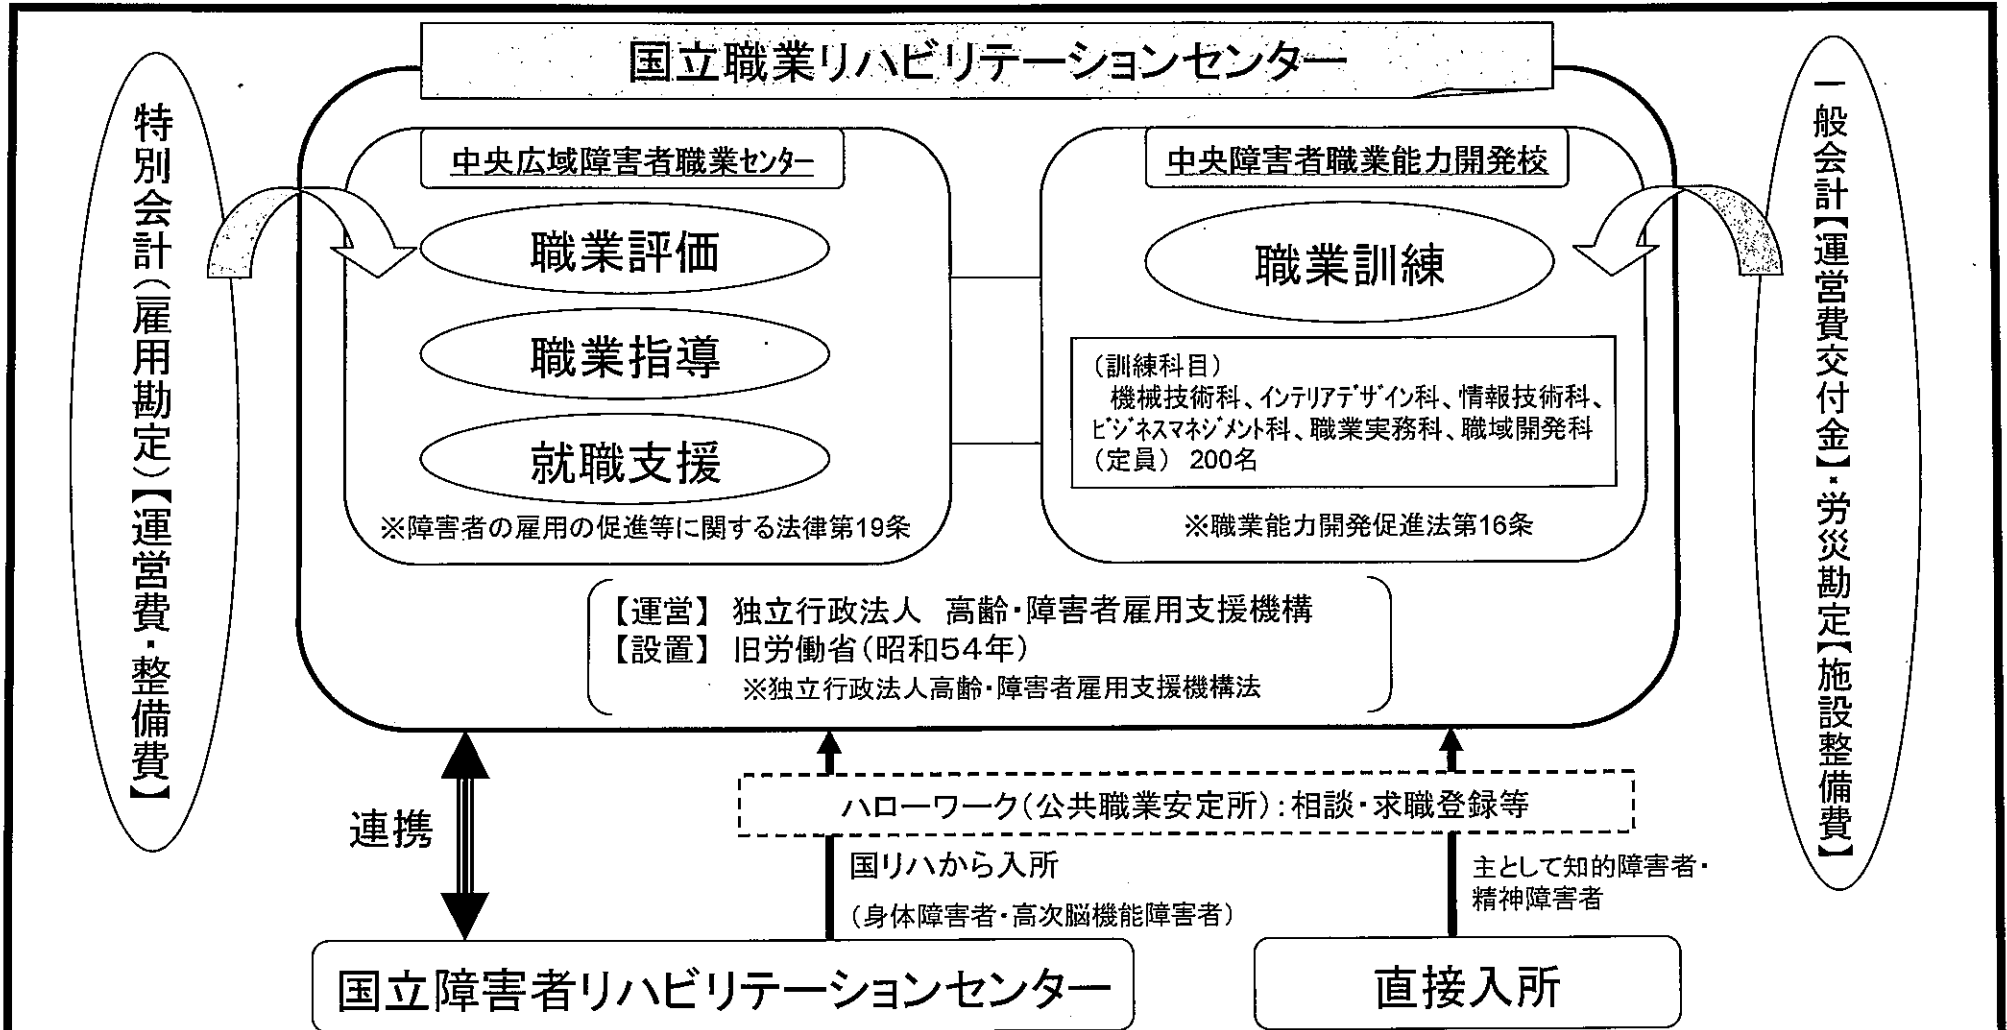 国立職業リハビリテーションセンター
特別会計(雇用勘定)【運営費・整備費】
中央広域障害者職業センター
職業評価
職業指導
就職支援
※障害者の雇用の促進等に関する法律第19条
中央障害者職業能力開発校
職業訓練
(訓練科目)
機械技術科、インテリアデザイン科、情報技術科、
ビジネスマネジメント科、職業実務科、職域開発科
(定員) 200名
※職業能力開発促進法第16条
一般会計【運営費交付金】・労災勘定【施設整備費】
【運営】 独立行政法人 高齢・障害者雇用支援機構
【設置】 旧労働省(昭和54年)
※独立行政法人高齢・障害者雇用支援機構法
連携
ハローワーク(公共職業安定所):相談・求職登録等
国リハから入所
(身体障害者・高次脳機能障害者)
主として知的障害者・
精神障害者
国立障害者リハビリテーションセンター
直接入所